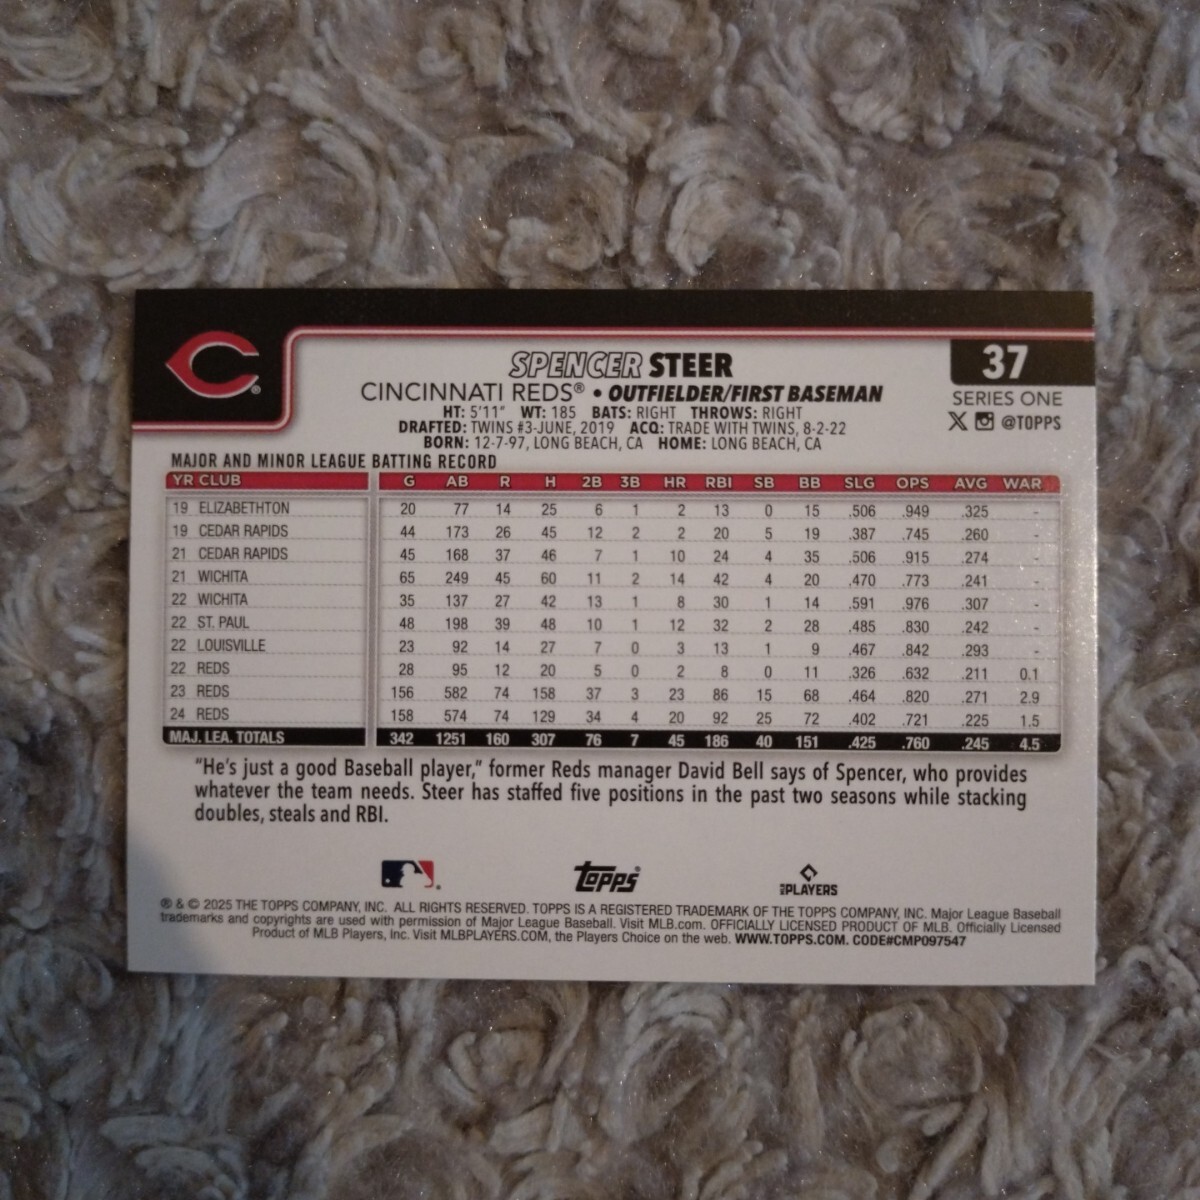 C®
SPENCER STEER
37
CINCINNATI REDS® • OUTFIELDER/FIRST BASEMAN
SERIES ONE
HT: 5'11" WT: 185 BATS: RIGHT THROWS: RIGHT
X @TOPPS
DRAFTED: TWINS #3-JUNE, 2019 ACQ: TRADE WITH TWINS, 8-2-22
BORN: 12-7-97, LONG BEACH, CA HOME: LONG BEACH, CA
MAJOR AND MINOR LEAGUE BATTING RECORD
YR CLUB G AB R H 2B 3B HR RBI SB BB SLG OPS AVG WAR
19 ELIZABETHTON 20 77 14 25 6 1 2 13 0 15 .506 .949 .325 -
19 CEDAR RAPIDS 44 173 26 45 12 2 2 20 5 19 .387 .745 .260 -
21 CEDAR RAPIDS 45 168 37 46 7 1 10 24 4 35 .506 .915 .274 -
21 WICHITA 65 249 45 60 11 2 14 42 4 20 .470 .773 .241 -
22 WICHITA 35 137 27 42 13 1 8 30 1 14 .591 .976 .307 -
22 ST. PAUL 48 198 39 48 10 1 12 32 2 28 .485 .830 .242 -
22 LOUISVILLE 23 92 14 27 7 0 3 13 1 9 .467 .842 .293 -
22 REDS 28 95 12 20 5 0 2 8 0 11 .326 .632 .211 0.1
23 REDS 156 582 74 158 37 3 23 86 15 68 .464 .820 .271 2.9
24 REDS 158 574 74 129 34 4 20 92 25 72 .402 .721 .225 1.5
MAJ. LEA. TOTALS 342 1251 160 307 76 7 45 186 40 151 .425 .760 .245 4.5
"He's just a good Baseball player," former Reds manager David Bell says of Spencer, who provides
whatever the team needs. Steer has staffed five positions in the past two seasons while stacking
doubles, steals and RBI.
Topps®
PLAYERS
® & © 2025 THE TOPPS COMPANY, INC. ALL RIGHTS RESERVED. TOPPS IS A REGISTERED TRADEMARK OF THE TOPPS COMPANY, INC. Major League Baseball
trademarks and copyrights are used with permission of Major League Baseball. Visit MLB.com. OFFICIALLY LICENSED PRODUCT OF MLB. Officially Licensed
Product of MLB Players, Inc. Visit MLBPLAYERS.COM, the Players Choice on the web. WWW.TOPPS.COM. CODE#CMP097547